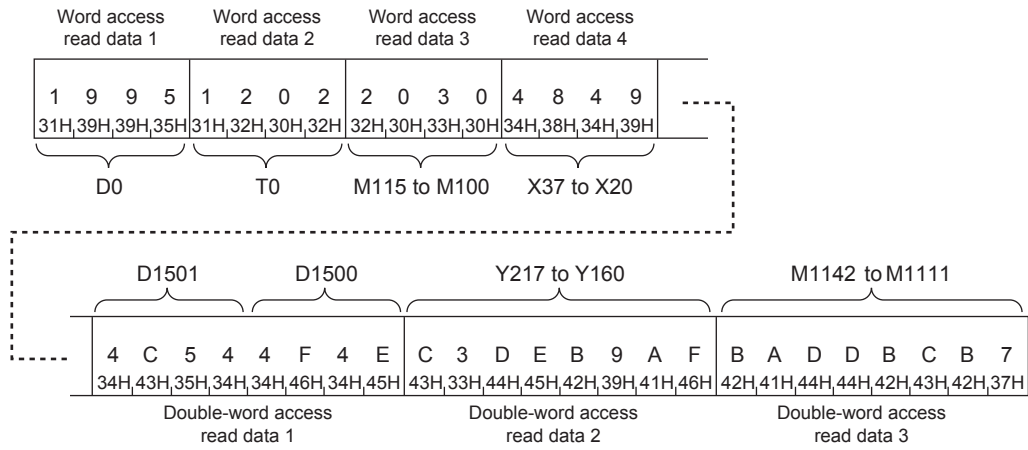 Word access Word access Word access Word access
read data 1 read data 2 read data 3 read data 4
1 9 9 5 1 2 0 2 2 0 3 0 4 8 4 9
31H 39H 39H 35H 31H 32H 30H 32H 32H 30H 33H 30H 34H 38H 34H 39H
D0 T0 M115 to M100 X37 to X20
D1501 D1500 Y217 to Y160 M1142 to M1111
4 C 5 4 4 F 4 E C 3 D E B 9 A F B A D D B C B 7
34H 43H 35H 34H 34H 46H 34H 45H 43H 33H 44H 45H 42H 39H 41H 46H 42H 41H 44H 44H 42H 43H 42H 37H
Double-word access Double-word access Double-word access
read data 1 read data 2 read data 3